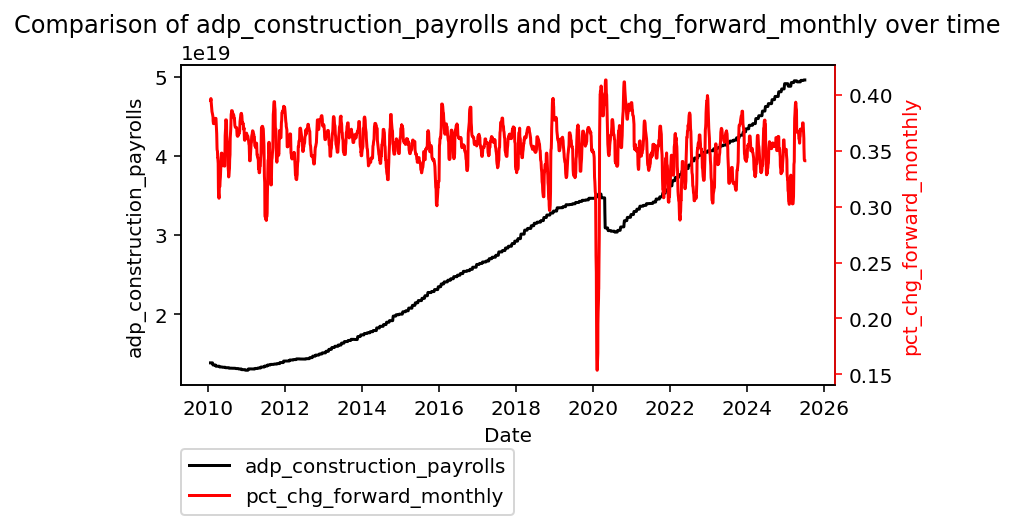 Comparison of adp_construction_payrolls and pct_chg_forward_monthly over time
1e19
5
4
3
2
adp_construction_payrolls
0.40
0.35
0.30
0.25
0.20
0.15
pct_chg_forward_monthly
2010 2012 2014 2016 2018 2020 2022 2024 2026
Date
adp_construction_payrolls
pct_chg_forward_monthly